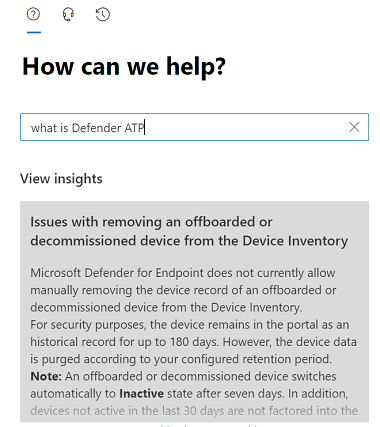 How can we help?
what is Defender ATP
View insights
Issues with removing an offboarded or
decommissioned device from the Device Inventory
Microsoft Defender for Endpoint does not currently allow
manually removing the device record of an offboarded or
decommissioned device from the Device Inventory.
For security purposes, the device remains in the portal as an
historical record for up to 180 days. However, the device data
is purged according to your configured retention period.
Note: An offboarded or decommissioned device switches
automatically to Inactive state after seven days. In addition,
devices not active in the last 30 days are not factored into the